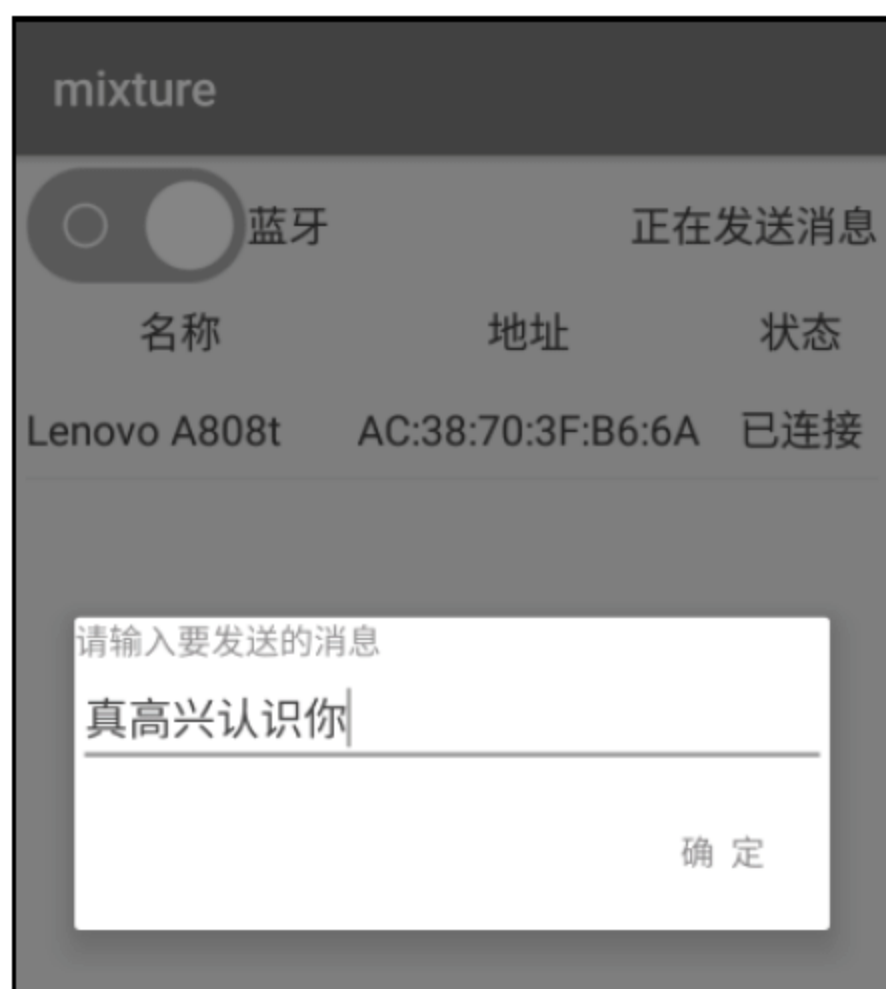 mixture
蓝牙 正在发送消息
名称 地址 状态
Lenovo A808t AC:38:70:3F:B6:6A 已连接
请输入要发送的消息
真高兴认识你
确 定